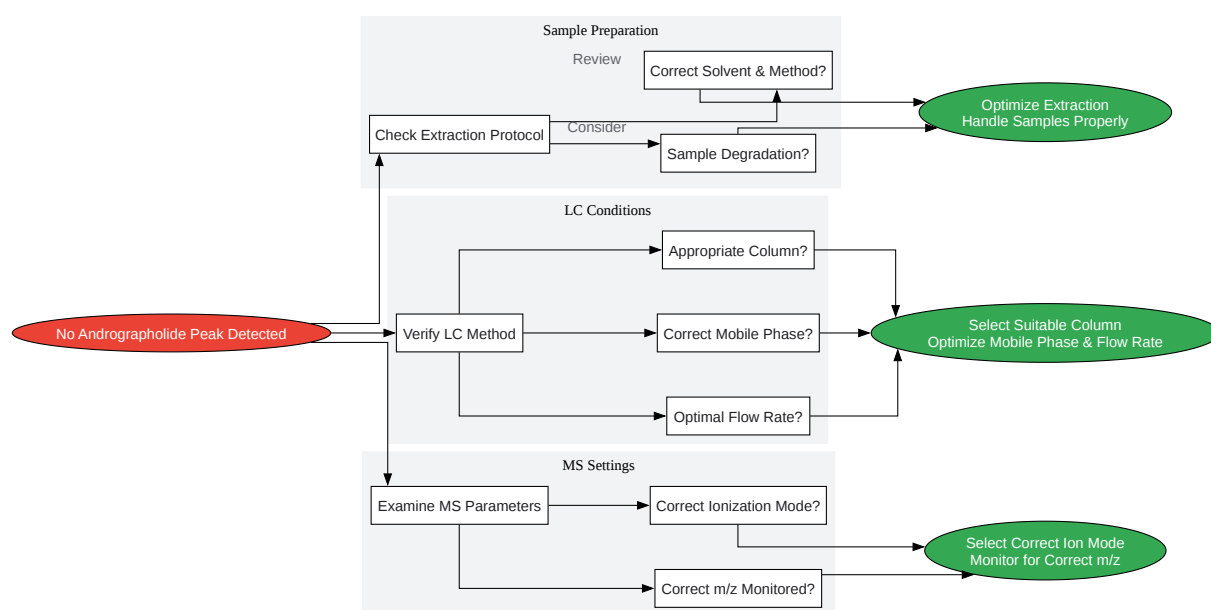 Sample Preparation
Review
Correct Solvent & Method?
Optimize Extraction
Handle Samples Properly
Check Extraction Protocol
Consider
Sample Degradation?
LC Conditions
Appropriate Column?
No Andrographolide Peak Detected
Verify LC Method
Correct Mobile Phase?
Select Suitable Column
Optimize Mobile Phase & Flow Rate
Optimal Flow Rate?
MS Settings
Examine MS Parameters
Correct Ionization Mode?
Select Correct Ion Mode
Monitor for Correct m/z
Correct m/z Monitored?